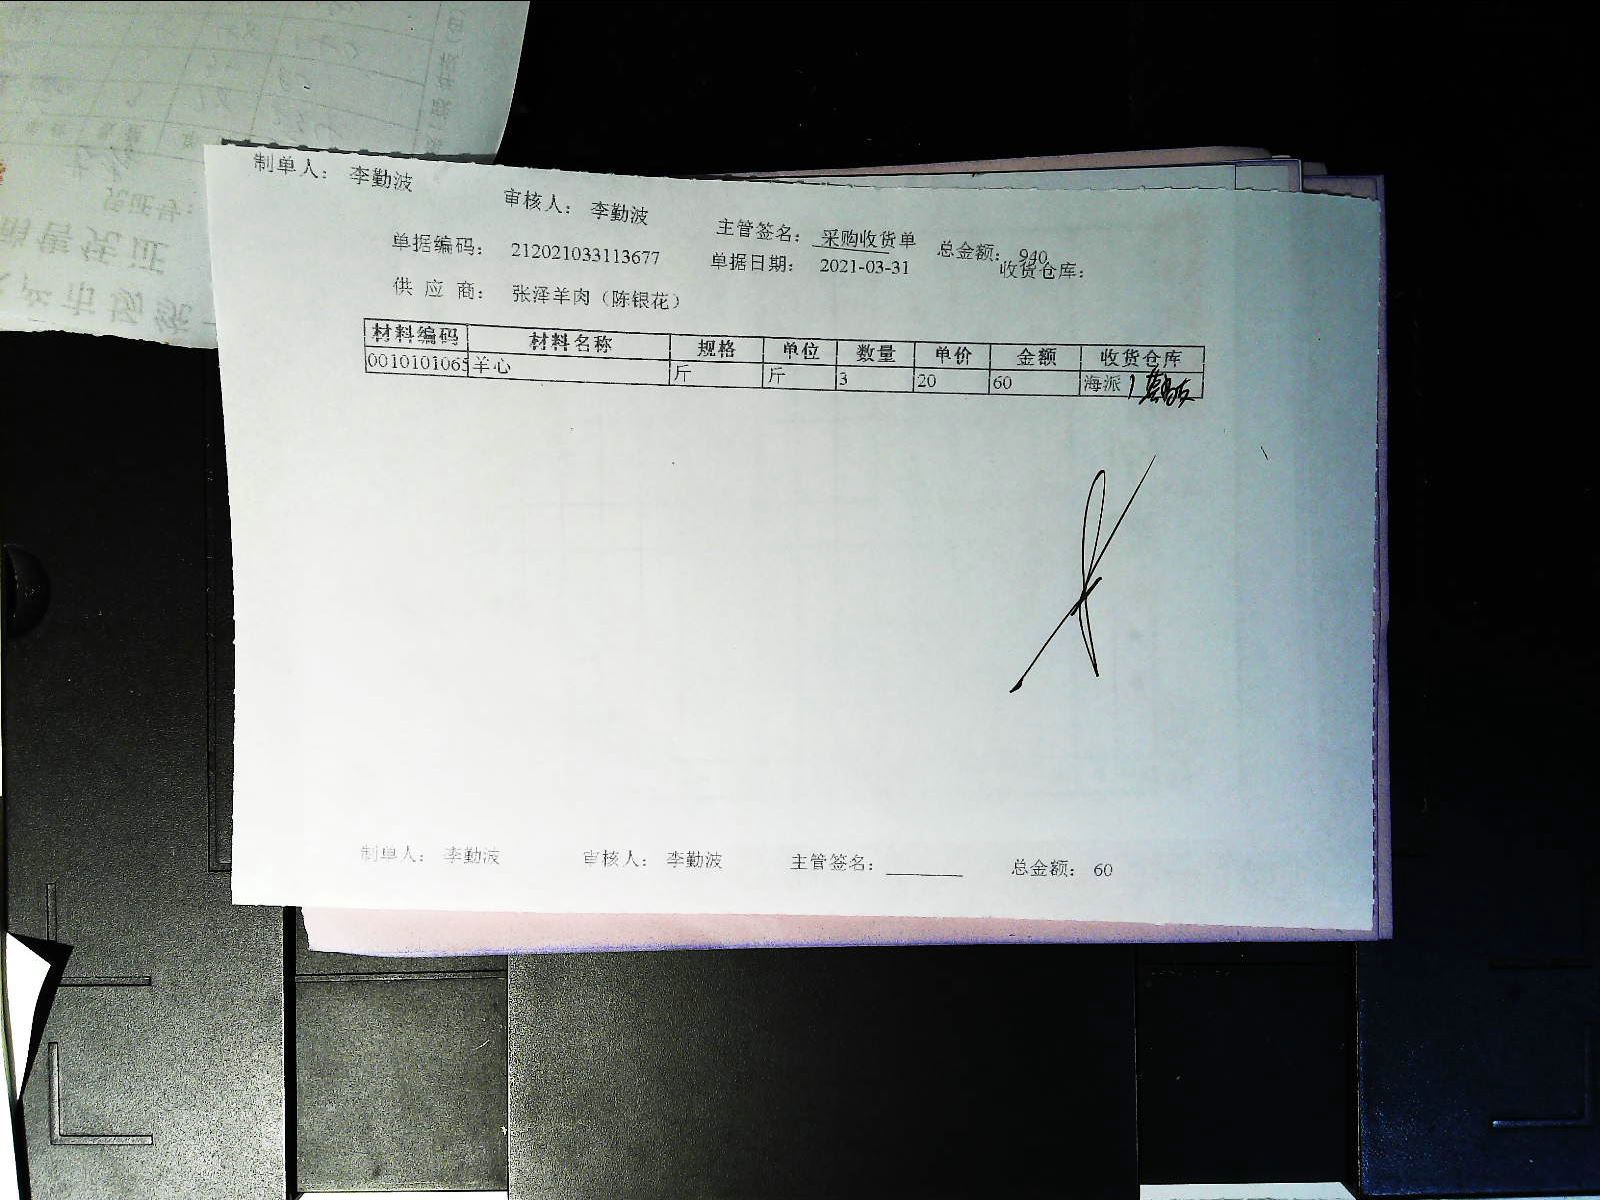 制单人： 李勤波 审核人： 李勤波 主管签名： 总金额： 940
采购收货单
单据编码： 212021033113677 单据日期： 2021-03-31 收货仓库：
供 应 商： 张泽羊肉（陈银花）
材料编码 材料名称 规格 单位 数量 单价 金额 收货仓库
0010101065 羊心 斤 斤 3 20 60 海派
制单人： 李勤波 审核人： 李勤波 主管签名： 总金额： 60